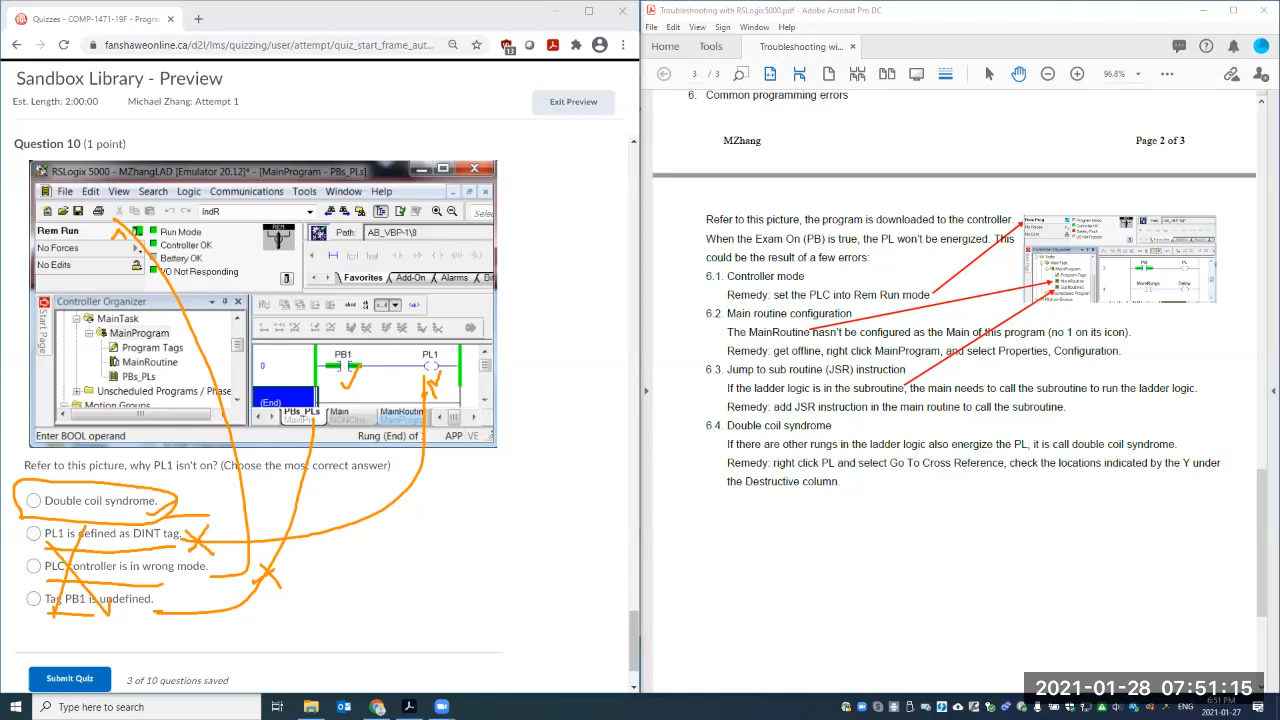 Quizzes - COMP-1471-19F - Progra
fanshaweonline.ca/d2l/lms/quizzing/user/attempt/quiz_start_frame_aut...
13
Sandbox Library - Preview
Est. Length: 2:00:00 Michael Zhang: Attempt 1
Exit Preview
Question 10 (1 point)
RSLogix 5000 - MZhangLAD [Emulator 20.12]* - [MainProgram - PBs_PLs]
File Edit View Search Logic Communications Tools Window Help
IndR
Selec
Rem Run
No Forces
No Edits
Run Mode
Controller OK
Battery OK
I/O Not Responding
REM
Path: AB_VBP-1\8
Favorites Add-On Alarms Bit
Controller Organizer
Start Page
MainTask
MainProgram
Program Tags
MainRoutine
PBs_PLs
Unscheduled Programs / Phase
Motion Groups
0
PB1
PL1
(End)
PBs_PLs
Main
MainRoutin
Enter BOOL operand
Rung (End) of
APP VE
Refer to this picture, why PL1 isn't on? (Choose the most correct answer)
Double coil syndrome.
PL1 is defined as DINT tag.
PLC controller is in wrong mode.
Tag PB1 is undefined.
Submit Quiz
3 of 10 questions saved
Troubleshooting with RSLogix5000.pdf - Adobe Acrobat Pro DC
File Edit View Sign Window Help
Home Tools Troubleshooting wi...
3 / 3
96.8%
6. Common programming errors
MZhang Page 2 of 3
Refer to this picture, the program is downloaded to the controller.
When the Exam On (PB) is true, the PL won't be energized. This
could be the result of a few errors:
6.1. Controller mode
Remedy: select PLC into Rem Run mode
6.2. Main routine configuration
The MainRoutine hasn't be configured as the Main of this program (no 1 on its icon).
Remedy: get offline, right click MainProgram, and select Properties, Configuration.
6.3. Jump to sub routine (JSR) instruction
If the ladder logic is in the subroutine, the main needs to call the subroutine to run the ladder logic.
Remedy: add JSR instruction in the main routine to call the subroutine.
6.4. Double coil syndrome
If there are other rungs in the ladder logic also energize the PL, it is call double coil syndrome.
Remedy: right click PL and select Go To Cross Reference, check the locations indicated by the Y under
the Destructive column.
Type here to search
ENG
6:51 PM
2021-01-27
2021-01-28 07:51:15